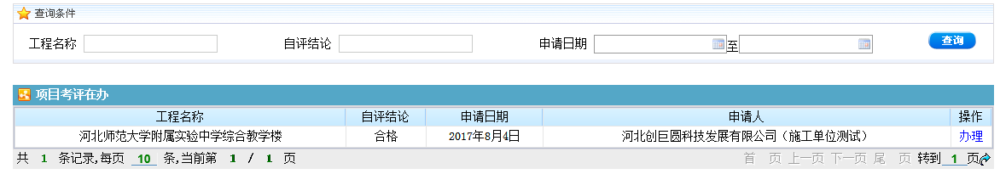 查询条件
工程名称 自评结论 申请日期 至 查询
项目考评在办
工程名称 自评结论 申请日期 申请人 操作
河北师范大学附属实验中学综合教学楼 合格 2017年8月4日 河北创巨圆科技发展有限公司（施工单位测试） 办理
共 1 条记录,每页 10 条,当前第 1 / 1 页 首 页 上一页 下一页 尾 页 转到 1 页